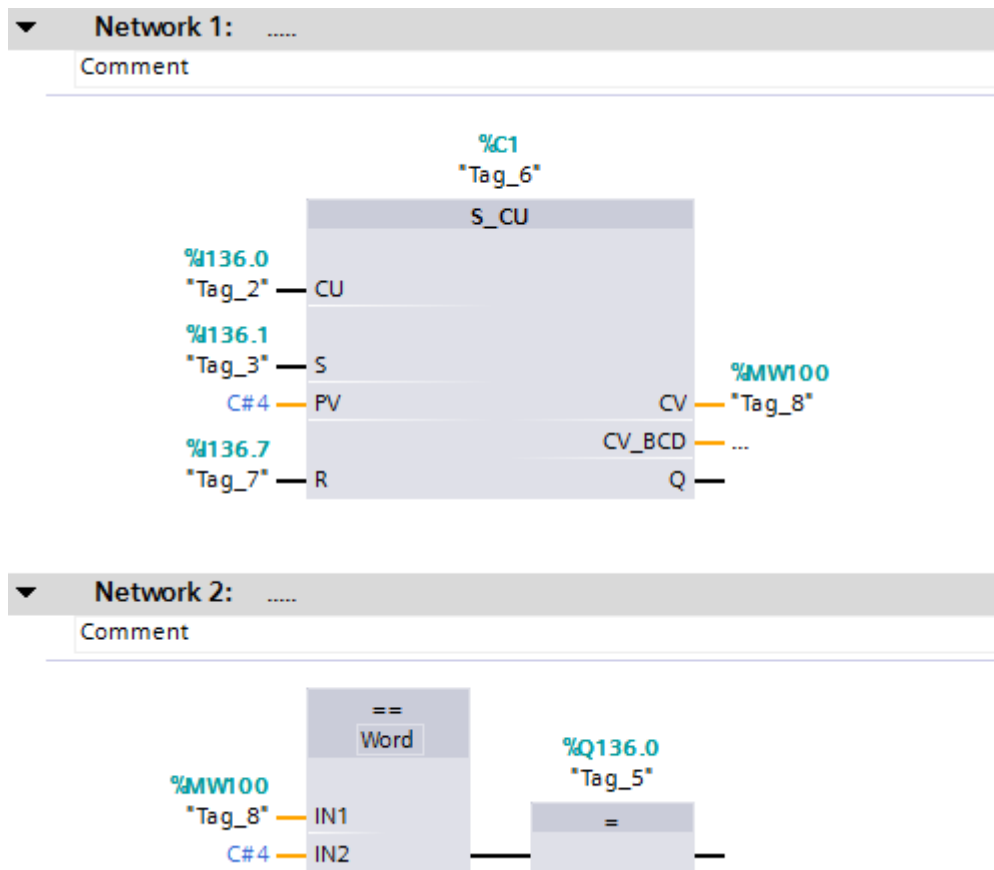 Network 1: .....
Comment
%C1
"Tag_6"
S_CU
%I136.0
"Tag_2" CU
%I136.1
"Tag_3" S
%MW100
C#4 PV CV "Tag_8"
%I136.7
CV_BCD ...
"Tag_7" R Q
Network 2: .....
Comment
==
Word
%Q136.0
"Tag_5"
%MW100
"Tag_8" IN1 =
C#4 IN2